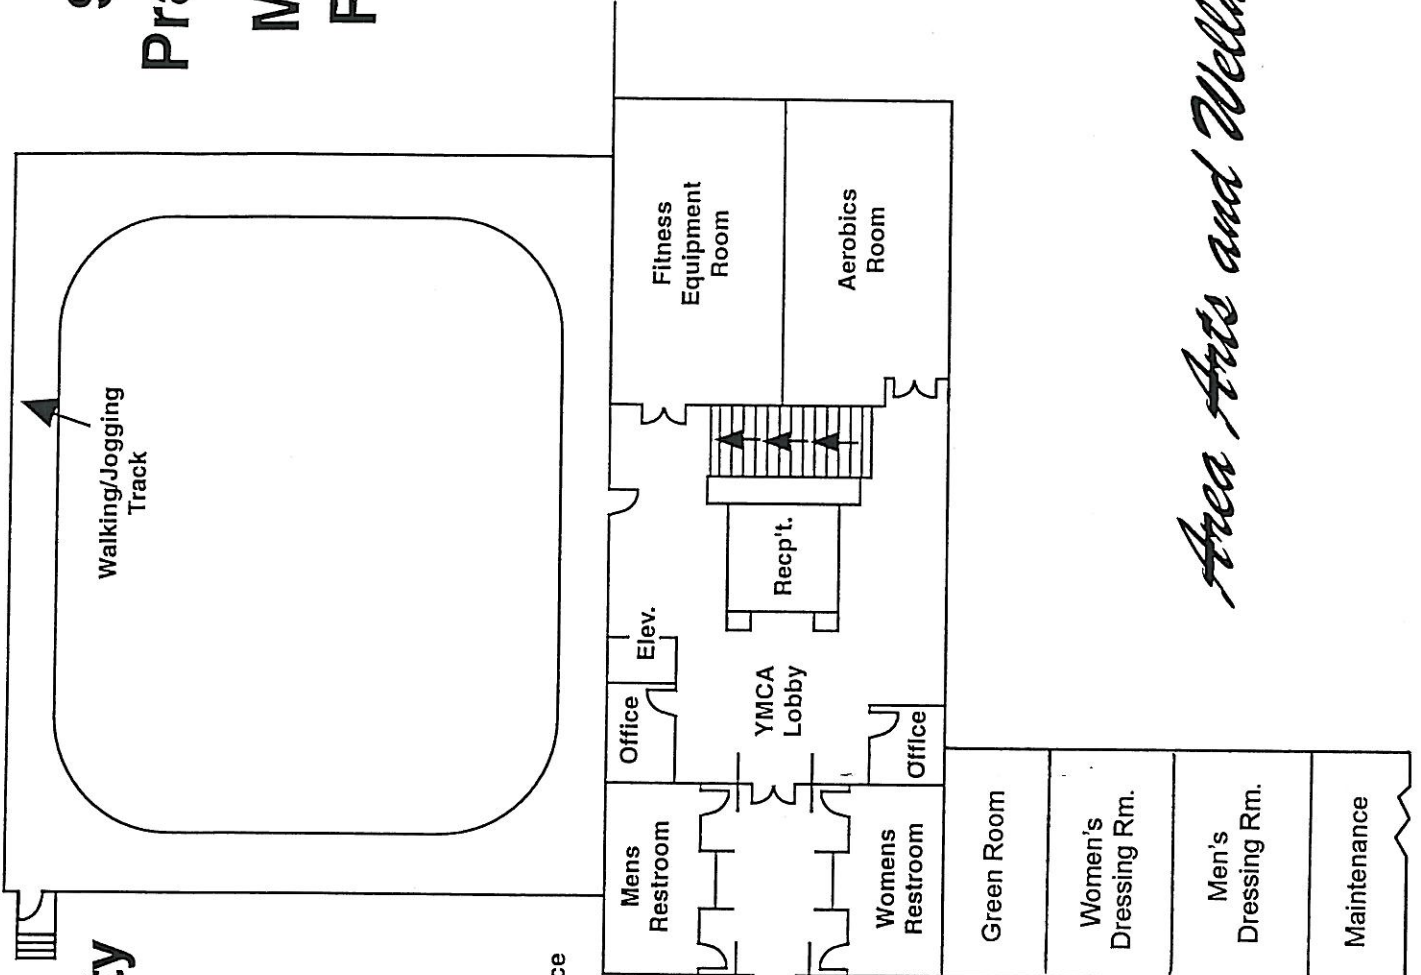 Walking/Jogging
Track
Fitness
Equipment
Room
Aerobics
Room
Elev.
Recp't.
Office
YMCA
Lobby
Office
Mens
Restroom
Womens
Restroom
Green Room
Women's
Dressing Rm.
Men's
Dressing Rm.
Maintenance
Area Arts and